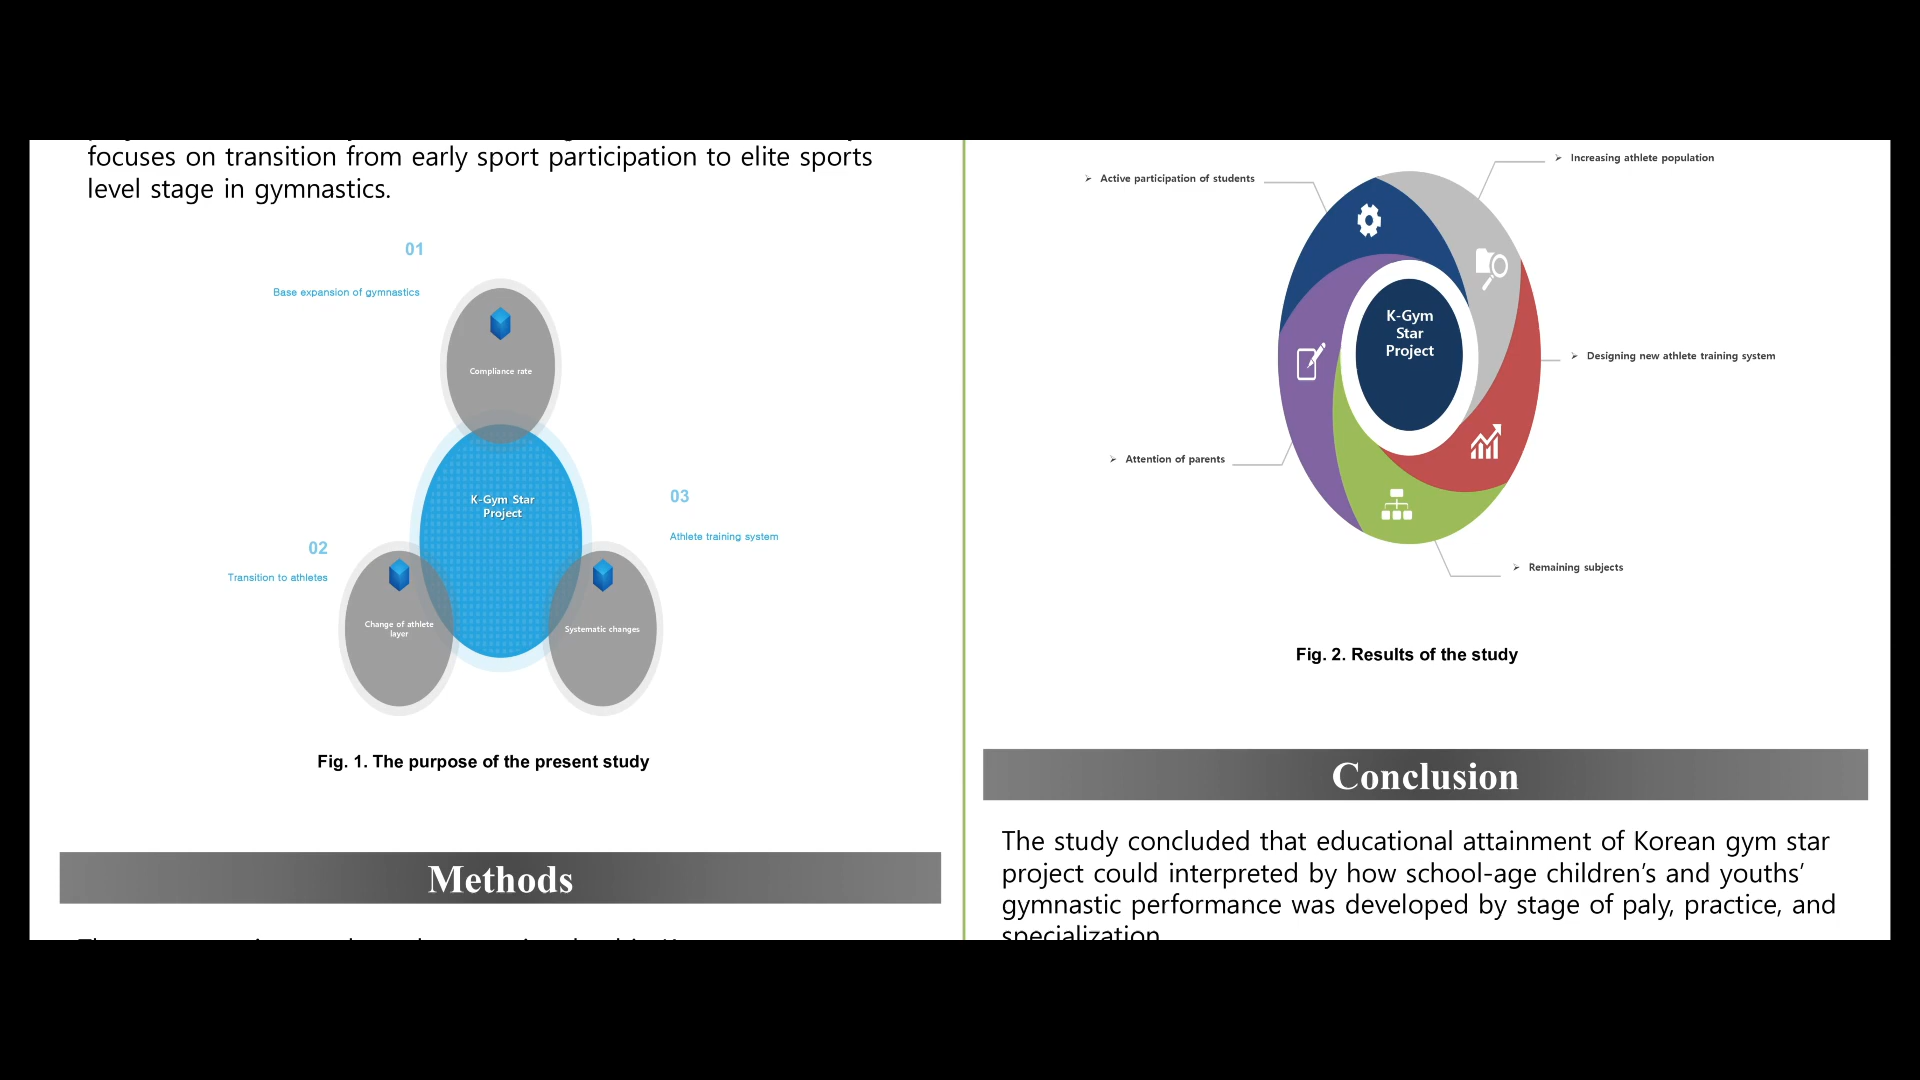 focuses on transition from early sport participation to elite sports
level stage in gymnastics.
01
Base expansion of gymnastics
Compliance rate
K-Gym Star
Project
03
Athlete training system
02
Transition to athletes
Change of athlete
layer
Systematic changes
Fig. 1. The purpose of the present study
Methods
Increasing athlete population
Active participation of students
K-Gym
Star
Project
Designing new athlete training system
Attention of parents
Remaining subjects
Fig. 2. Results of the study
Conclusion
The study concluded that educational attainment of Korean gym star
project could interpreted by how school-age children’s and youths’
gymnastic performance was developed by stage of paly, practice, and
specialization